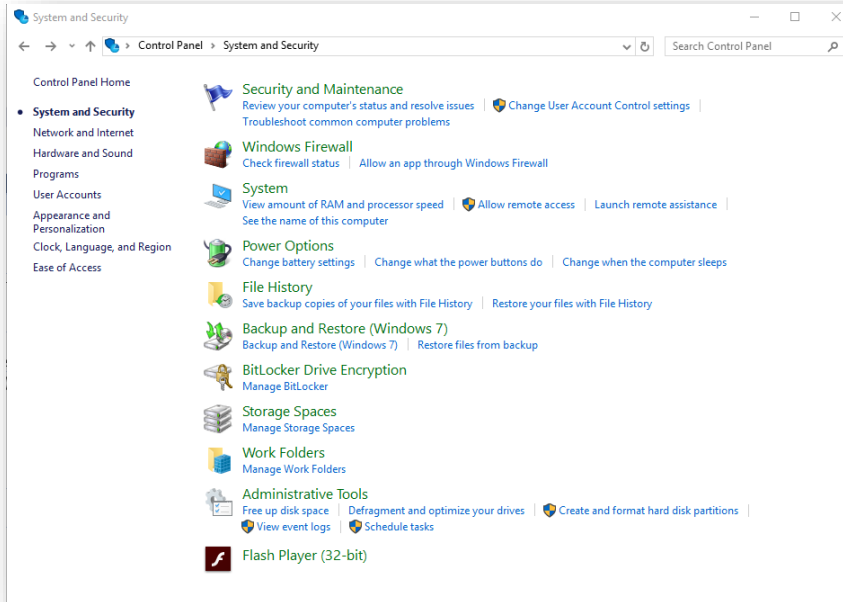 System and Security
Control Panel > System and Security
Search Control Panel
Control Panel Home
System and Security
Network and Internet
Hardware and Sound
Programs
User Accounts
Appearance and
Personalization
Clock, Language, and Region
Ease of Access
Security and Maintenance
Review your computer's status and resolve issues | Change User Account Control settings |
Troubleshoot common computer problems
Windows Firewall
Check firewall status | Allow an app through Windows Firewall
System
View amount of RAM and processor speed | Allow remote access | Launch remote assistance |
See the name of this computer
Power Options
Change battery settings | Change what the power buttons do | Change when the computer sleeps
File History
Save backup copies of your files with File History | Restore your files with File History
Backup and Restore (Windows 7)
Backup and Restore (Windows 7) | Restore files from backup
BitLocker Drive Encryption
Manage BitLocker
Storage Spaces
Manage Storage Spaces
Work Folders
Manage Work Folders
Administrative Tools
Free up disk space | Defragment and optimize your drives | Create and format hard disk partitions |
View event logs | Schedule tasks
Flash Player (32-bit)